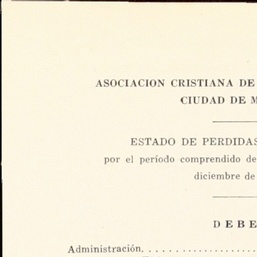 ASOCIACION CRISTIANA DE
CIUDAD DE M
ESTADO DE PERDIDAS
por el período comprendido de
diciembre de
DEBE
Administración. . . . . . . . . . . . . . . .